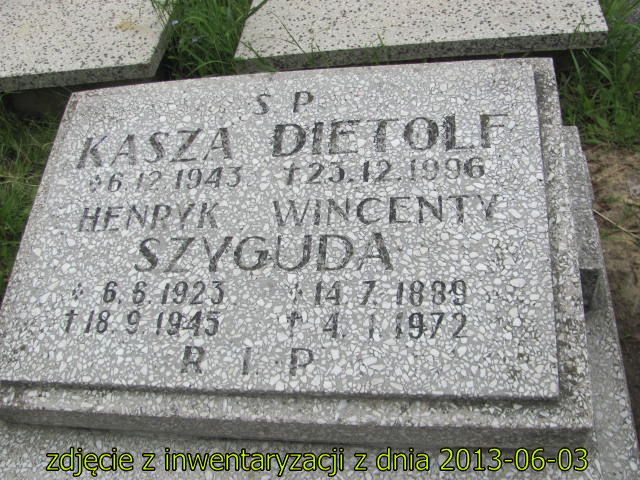 S P
KASZA DIETOLF
* 6.12.1943 † 23.12.1996
HENRYK WINCENTY
SZYGUDA
* 6.6.1923 * 14.7.1889
† 18.9.1945 † 4.1.1972
R I P
zdjęcie z inwentaryzacji z dnia 2013-06-03